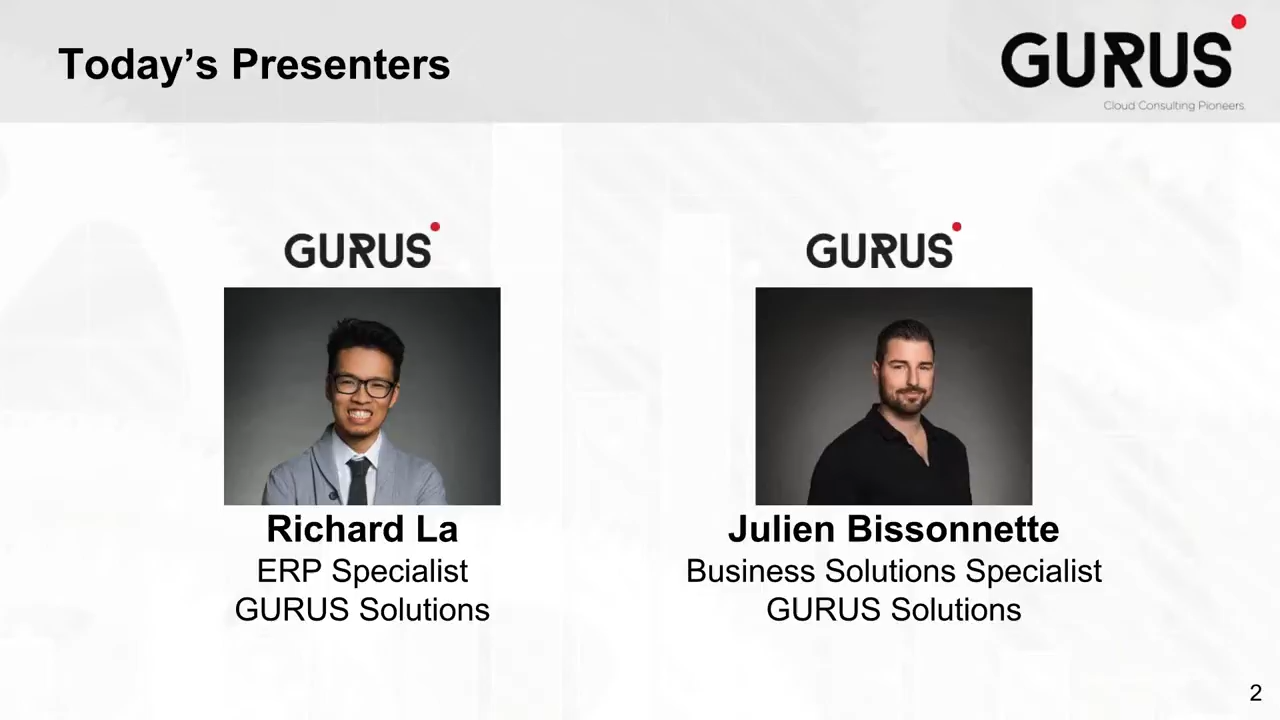 Today's Presenters
GURUS
Cloud Consulting Pioneers.
GURUS
GURUS
Richard La
ERP Specialist
GURUS Solutions
Julien Bissonnette
Business Solutions Specialist
GURUS Solutions
2